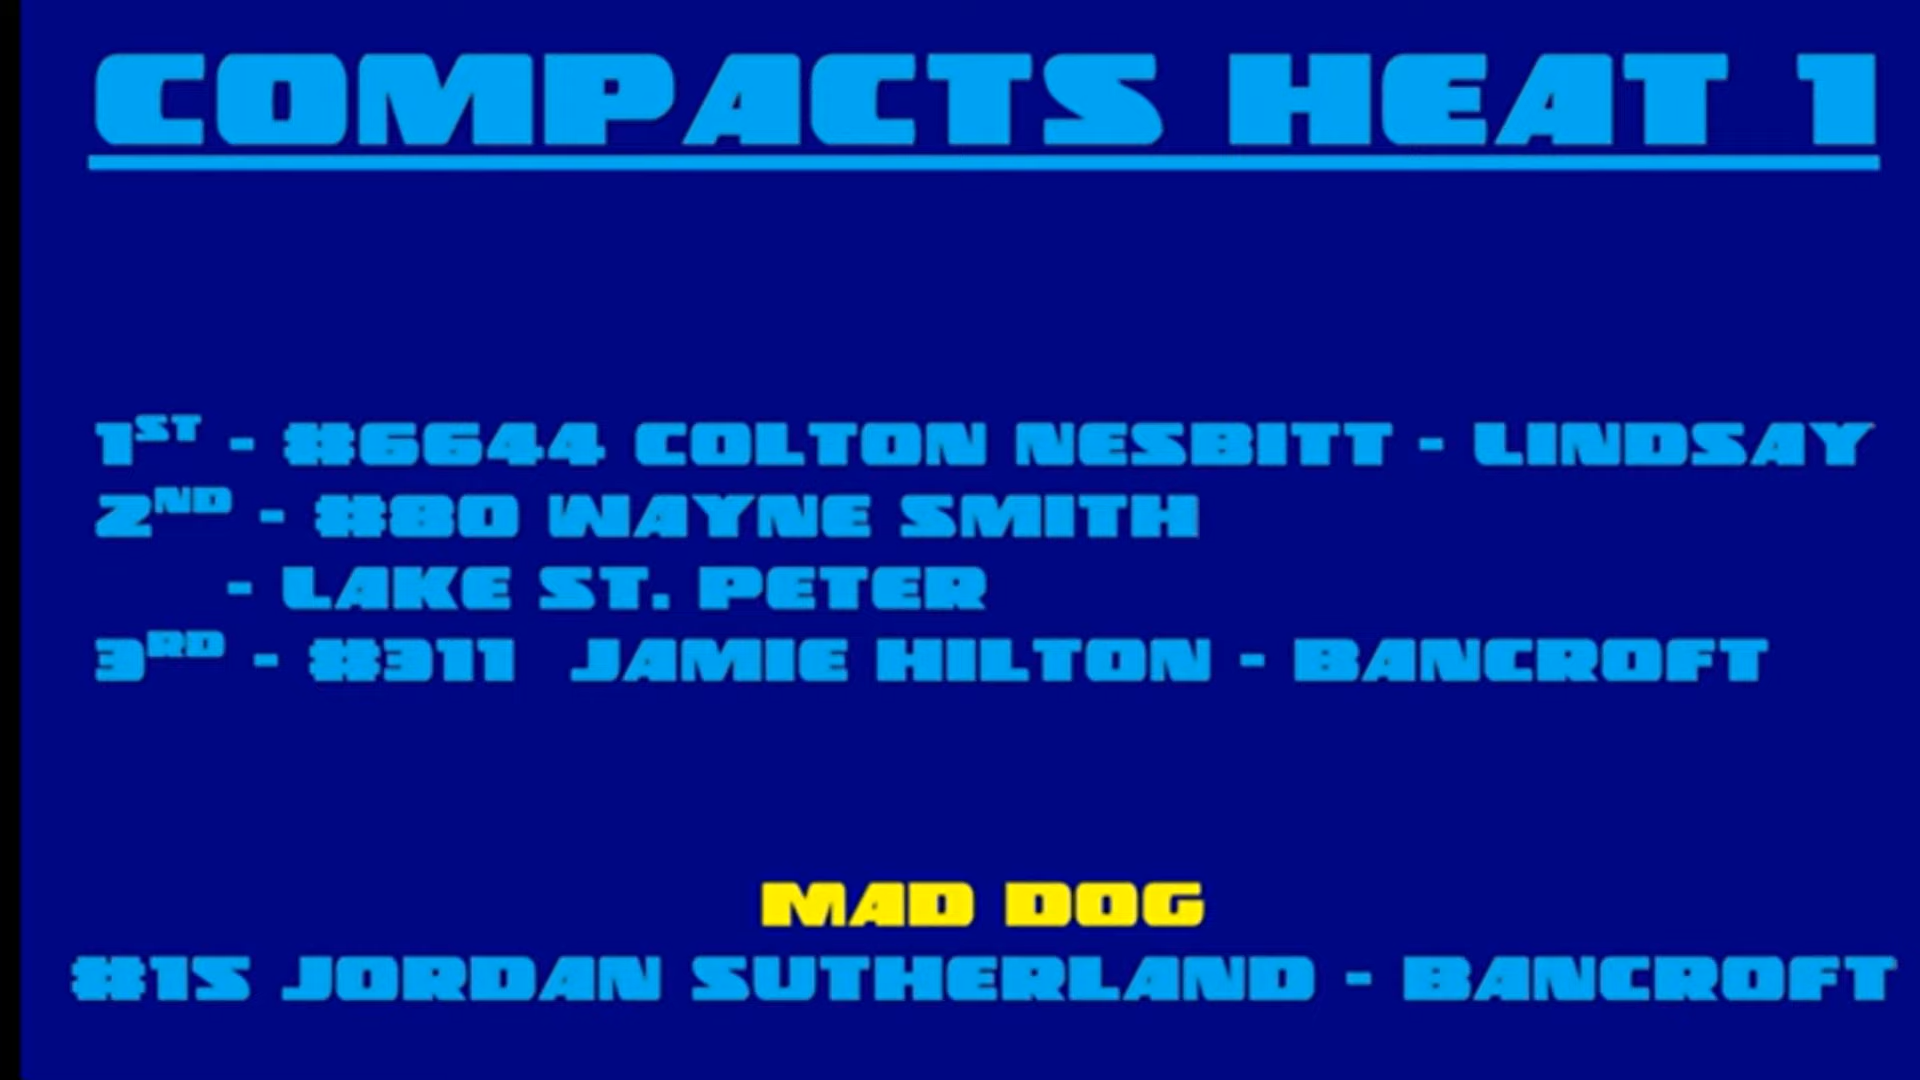 COMPACTS HEAT 1
1ST - #6644 COLTON NESBITT - LINDSAY
2ND - #80 WAYNE SMITH
- LAKE ST. PETER
3RD - #311 JAMIE HILTON - BANCROFT
MAD DOG
#15 JORDAN SUTHERLAND - BANCROFT